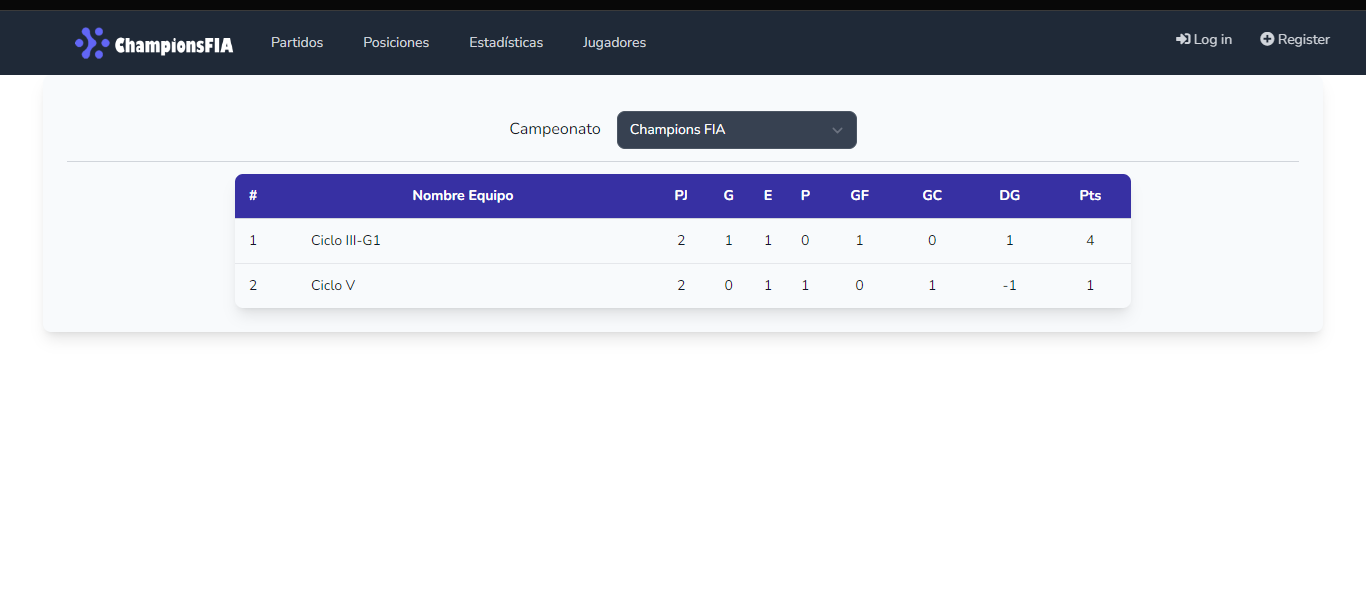 ChampionsFIA Partidos Posiciones Estadísticas Jugadores Log in Register
Campeonato Champions FIA
# Nombre Equipo PJ G E P GF GC DG Pts
1 Ciclo III-G1 2 1 1 0 1 0 1 4
2 Ciclo V 2 0 1 1 0 1 -1 1